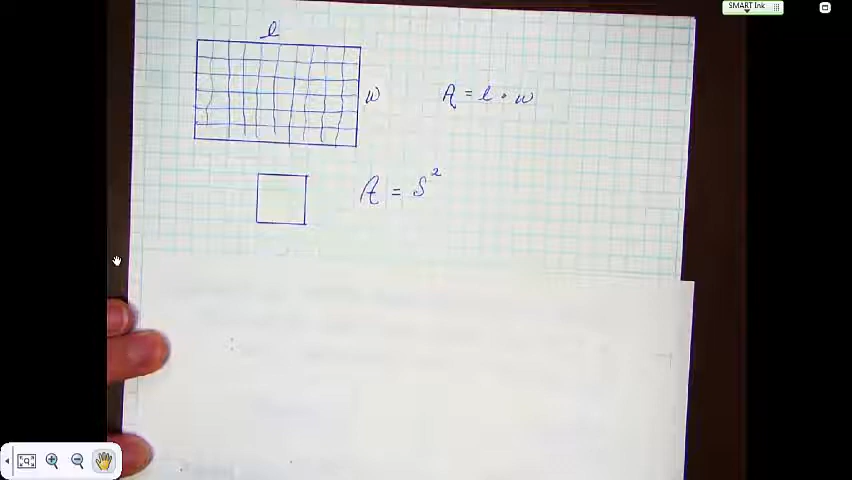 SMART Ink
l
w
A = l · w
A = s²